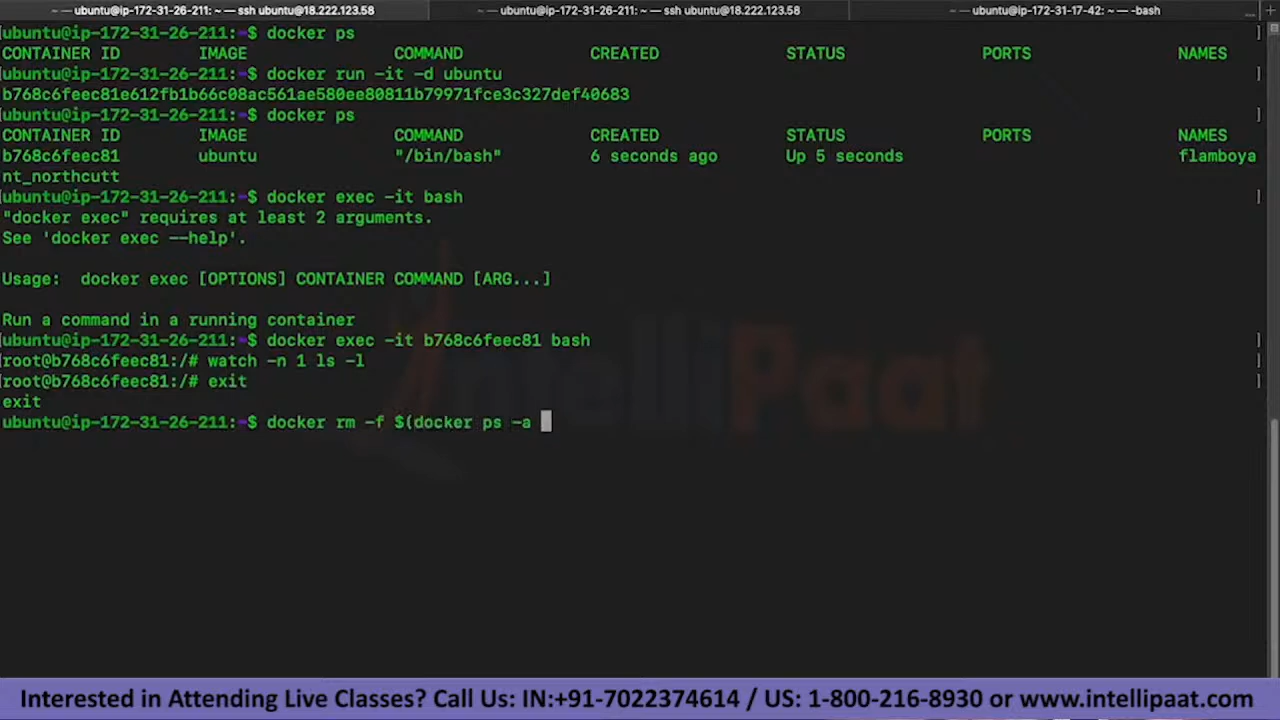 ~ — ubuntu@ip-172-31-26-211: ~ — ssh ubuntu@18.222.123.58 ~ — ubuntu@ip-172-31-26-211: ~ — ssh ubuntu@18.222.123.58 ~ — ubuntu@ip-172-31-17-42: ~ — -bash ... +
[ubuntu@ip-172-31-26-211:~$ docker ps ]
CONTAINER ID IMAGE COMMAND CREATED STATUS PORTS NAMES
[ubuntu@ip-172-31-26-211:~$ docker run -it -d ubuntu ]
b768c6feec81e612fb1b66c08ac561ae580ee80811b79971fce3c327def40683
[ubuntu@ip-172-31-26-211:~$ docker ps ]
CONTAINER ID IMAGE COMMAND CREATED STATUS PORTS NAMES
b768c6feec81 ubuntu "/bin/bash" 6 seconds ago Up 5 seconds flamboya
nt_northcutt
[ubuntu@ip-172-31-26-211:~$ docker exec -it bash ]
"docker exec" requires at least 2 arguments.
See 'docker exec --help'.
Usage: docker exec [OPTIONS] CONTAINER COMMAND [ARG...]
Run a command in a running container
[ubuntu@ip-172-31-26-211:~$ docker exec -it b768c6feec81 bash ]
[root@b768c6feec81:/# watch -n 1 ls -l ]
[root@b768c6feec81:/# exit ]
exit
ubuntu@ip-172-31-26-211:~$ docker rm -f $(docker ps -a
IntelliPaat
Interested in Attending Live Classes? Call Us: IN:+91-7022374614 / US: 1-800-216-8930 or www.intellipaat.com